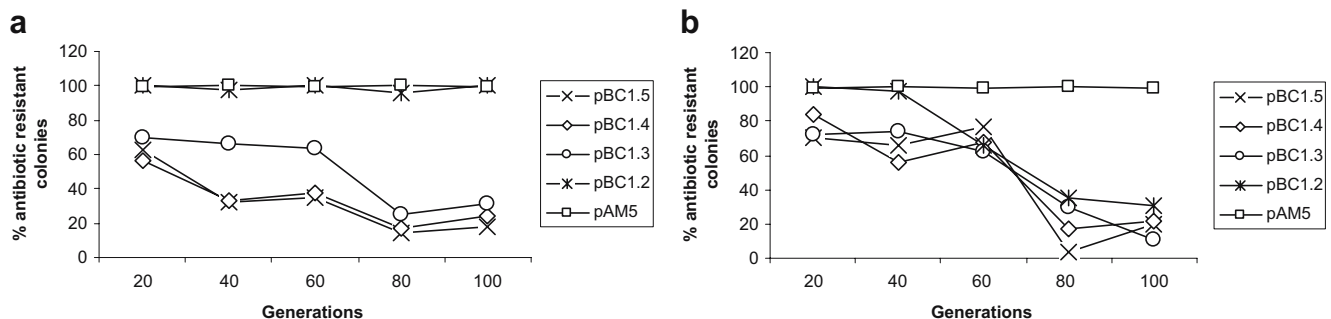 a
% antibiotic resistant
colonies
120
100
80
60
40
20
0
20 40 60 80 100
Generations
pBC1.5
pBC1.4
pBC1.3
pBC1.2
pAM5
b
% antibiotic resistant
colonies
120
100
80
60
40
20
0
20 40 60 80 100
Generations
pBC1.5
pBC1.4
pBC1.3
pBC1.2
pAM5